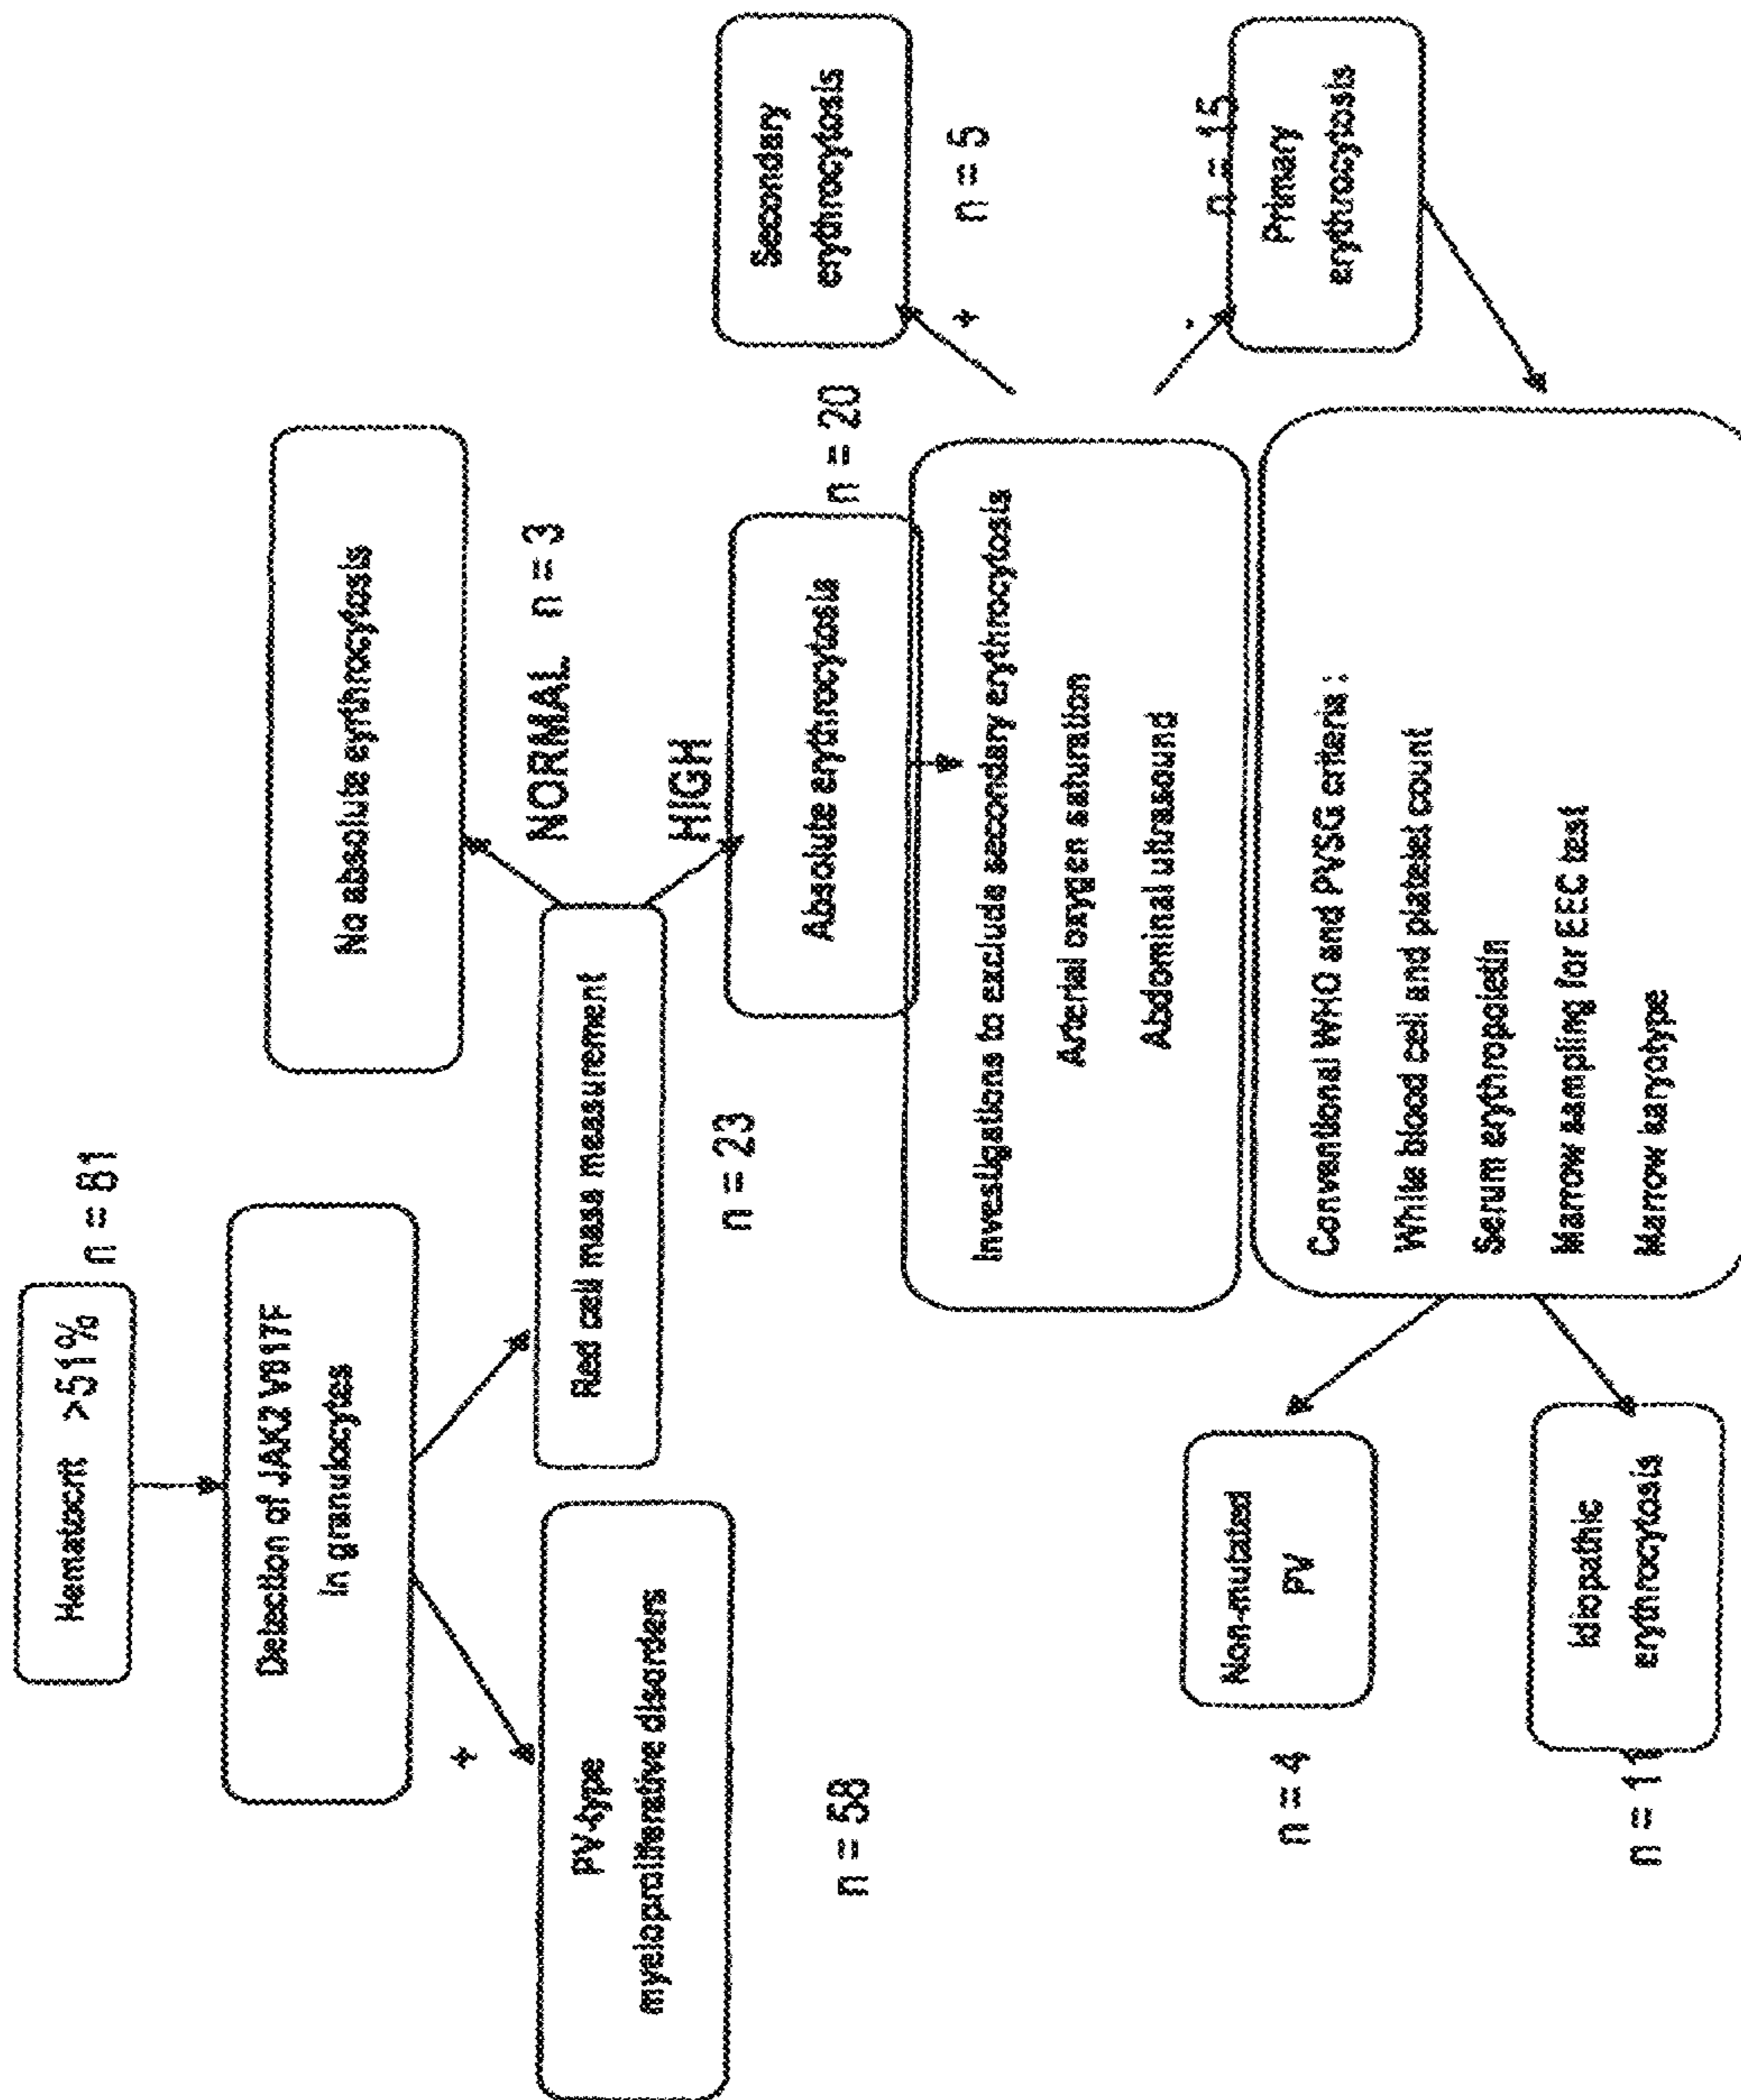 Hematocrit >51%
n = 81
Detection of JAK2 V617F
in granulocytes
+
PV-type
myeloproliferative disorders
n = 58
Red cell mass measurement
n = 23
No absolute eyrthrocytosis
NORMAL n = 3
HIGH
Absolute erythrocytosis
n = 20
Investigations to exclude secondary erythrocytosis
Arterial oxygen saturation
Abdominal ultrasound
+
Secondary
erythrocytosis
n = 5
-
n = 15
Primary
erythrocytosis
Conventional WHO and PVSG criteris :
White blood cell and platelet count
Serum erythropoietin
Marrow sampling for EEC test
Marrow karyotype
Non-mutated
PV
n = 4
Idiopathic
erythrocytosis
n = 11